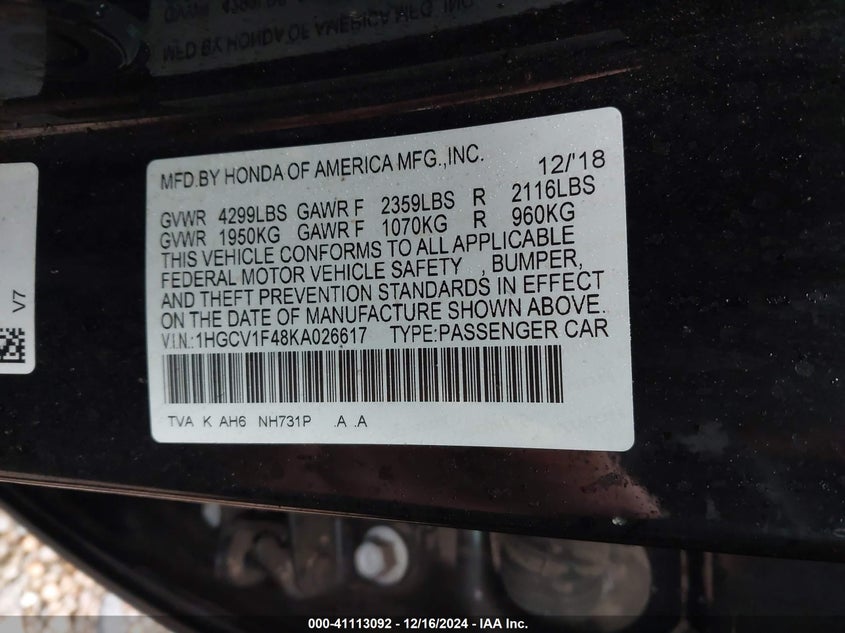 MFD.BY HONDA OF AMERICA MFG.,INC. 12/'18
GVWR 4299LBS GAWR F 2359LBS R 2116LBS
GVWR 1950KG GAWR F 1070KG R 960KG
THIS VEHICLE CONFORMS TO ALL APPLICABLE
FEDERAL MOTOR VEHICLE SAFETY , BUMPER,
AND THEFT PREVENTION STANDARDS IN EFFECT
ON THE DATE OF MANUFACTURE SHOWN ABOVE.
V.I.N.:1HGCV1F48KA026617 TYPE:PASSENGER CAR
TVA K AH6 NH731P .A .A
V7
000-41113092 - 12/16/2024 - IAA Inc.